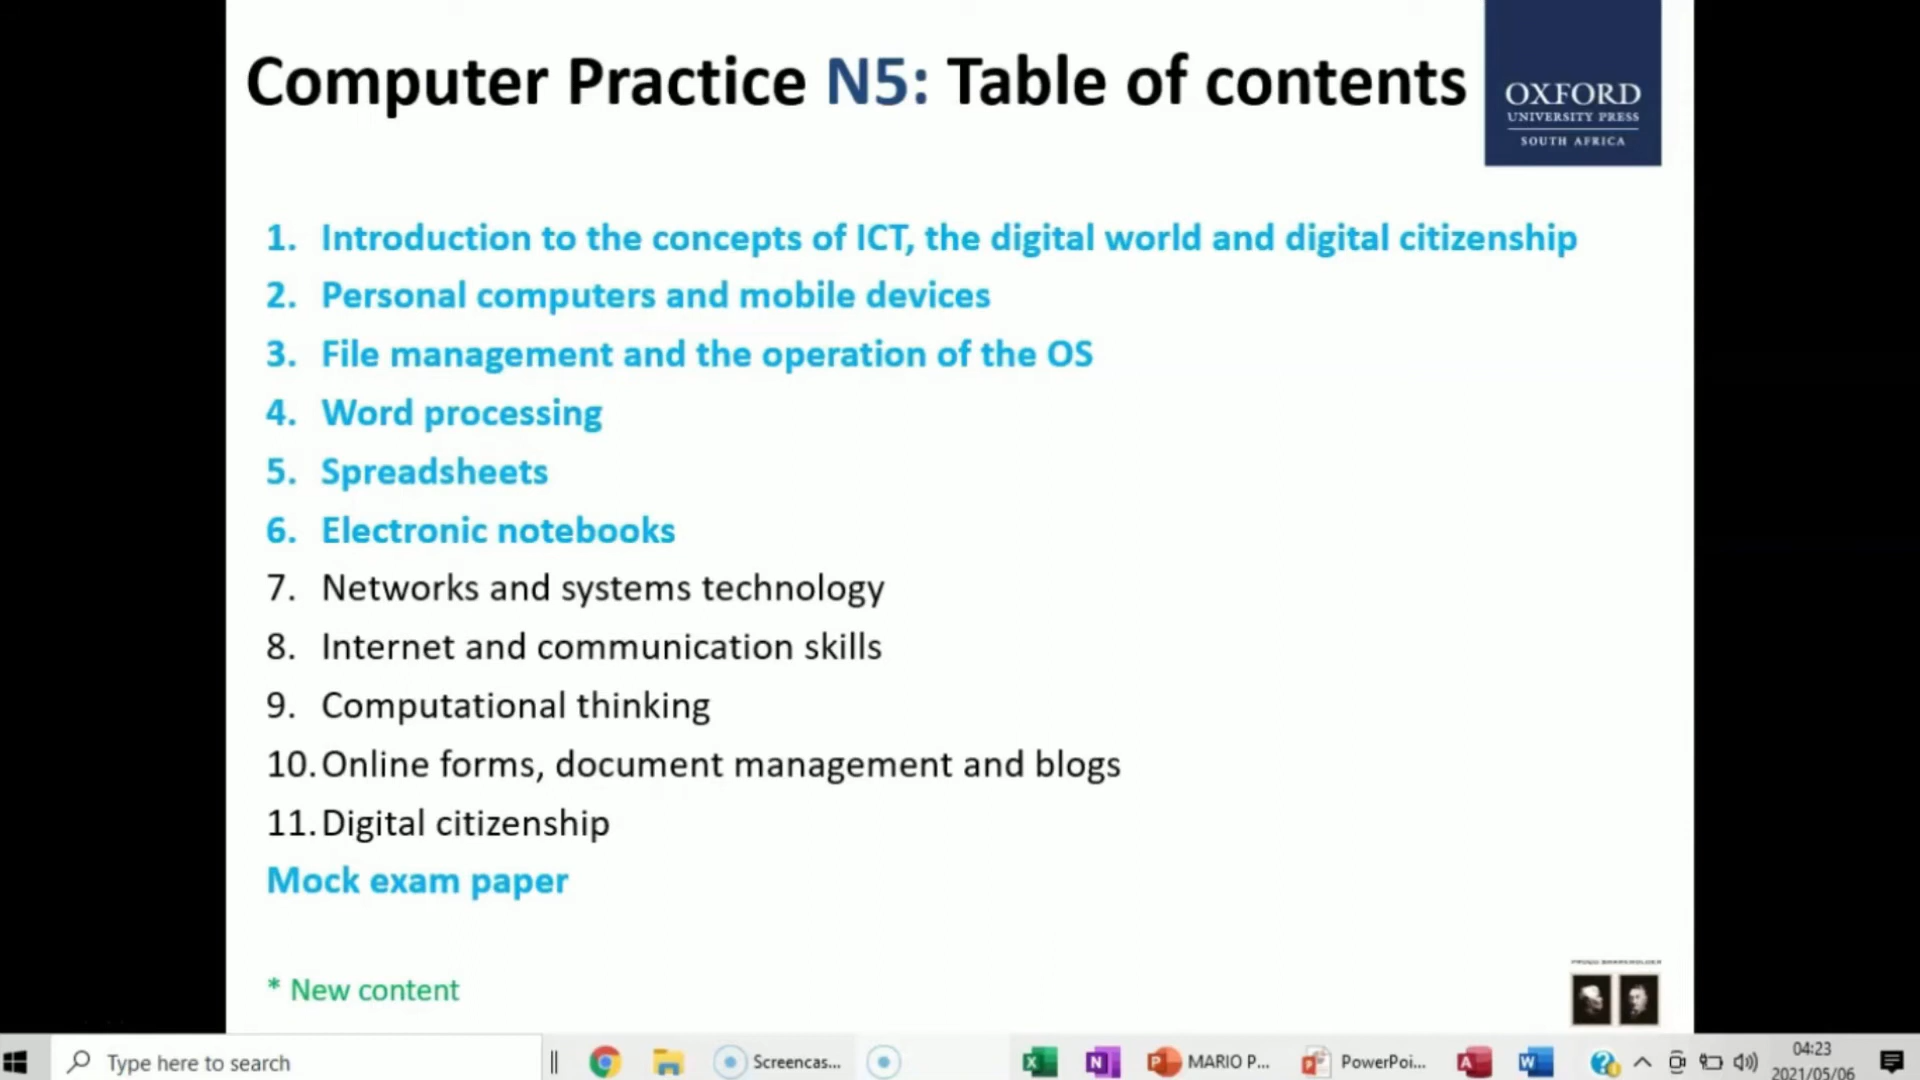 Computer Practice N5: Table of contents
OXFORD
UNIVERSITY PRESS
SOUTH AFRICA
1. Introduction to the concepts of ICT, the digital world and digital citizenship
2. Personal computers and mobile devices
3. File management and the operation of the OS
4. Word processing
5. Spreadsheets
6. Electronic notebooks
7. Networks and systems technology
8. Internet and communication skills
9. Computational thinking
10. Online forms, document management and blogs
11. Digital citizenship
Mock exam paper
* New content
Type here to search
Screencas...
MARIO P...
PowerPoi...
04:23
2021/05/06